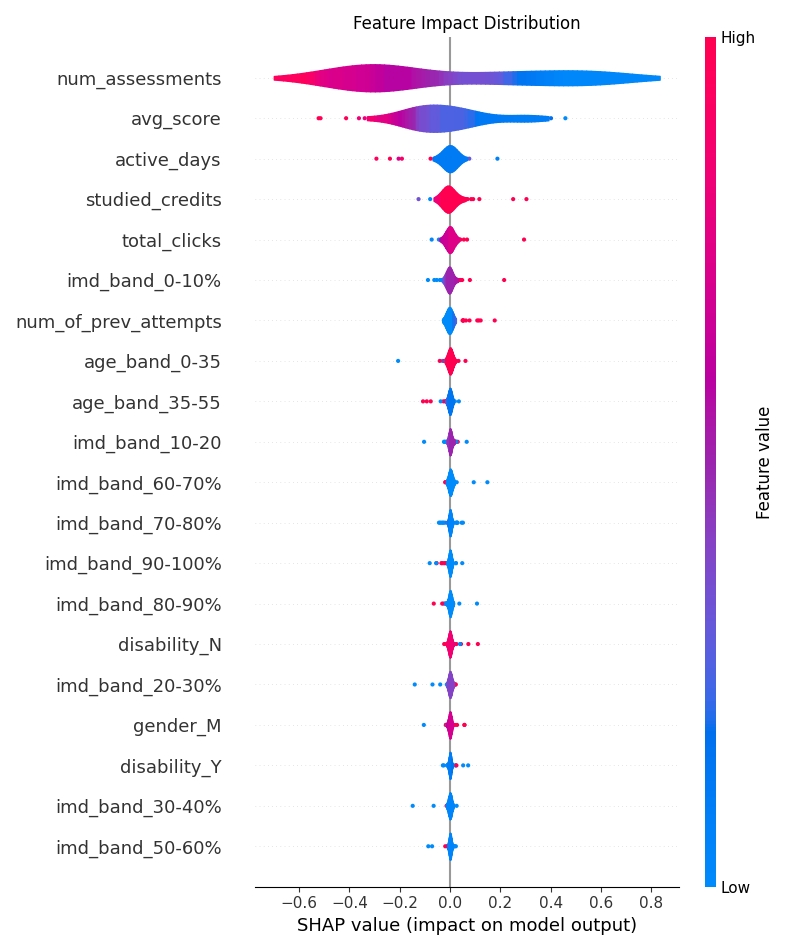 Feature Impact Distribution
High
num_assessments
avg_score
active_days
studied_credits
total_clicks
imd_band_0-10%
num_of_prev_attempts
age_band_0-35
age_band_35-55
imd_band_10-20
imd_band_60-70%
imd_band_70-80%
imd_band_90-100%
imd_band_80-90%
disability_N
imd_band_20-30%
gender_M
disability_Y
imd_band_30-40%
imd_band_50-60%
Feature value
Low
−0.6 −0.4 −0.2 0.0 0.2 0.4 0.6 0.8
SHAP value (impact on model output)